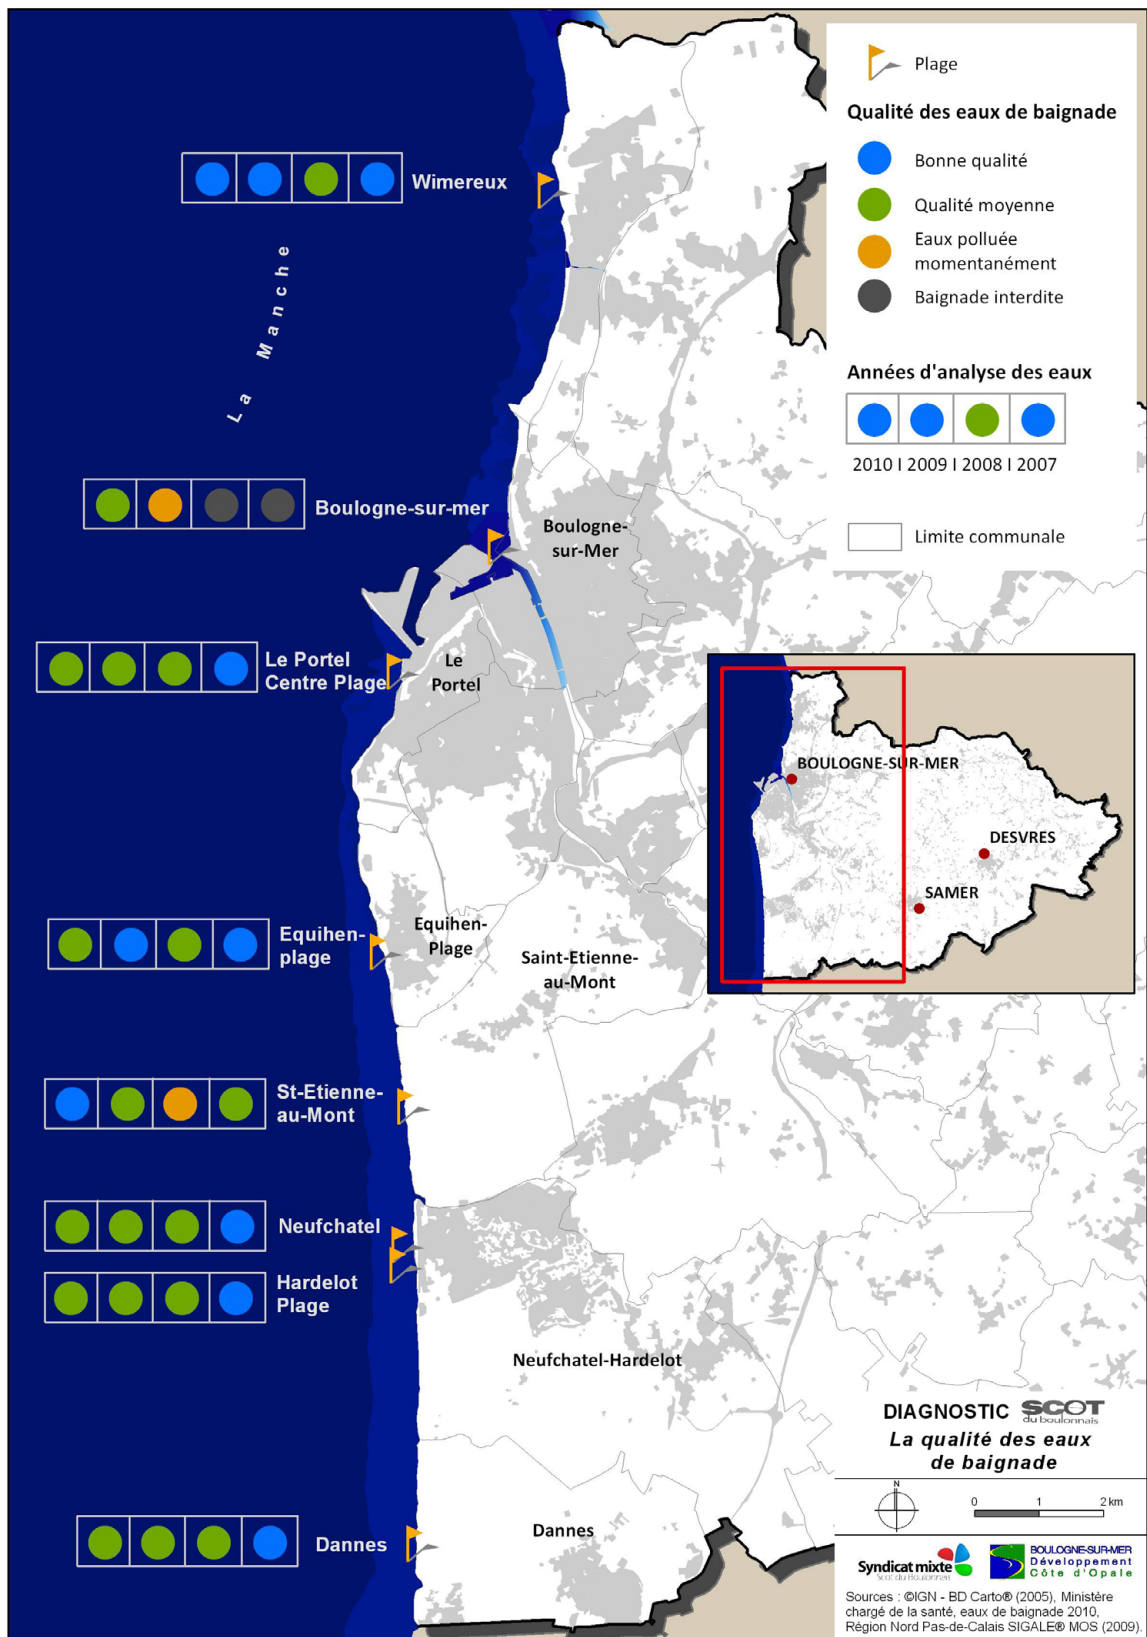 Plage
Qualité des eaux de baignade
Bonne qualité
Qualité moyenne
Eaux polluée
momentanément
Baignade interdite
Années d'analyse des eaux
2010 I 2009 I 2008 I 2007
Limite communale
Wimereux
La Manche
Boulogne-sur-mer
Boulogne-
sur-Mer
Le Portel
Centre Plage
Le
Portel
BOULOGNE-SUR-MER
DESVRES
SAMER
Equihen-
plage
Equihen-
Plage
Saint-Etienne-
au-Mont
St-Etienne-
au-Mont
Neufchatel
Hardelot
Plage
Neufchatel-Hardelot
Dannes
Dannes
DIAGNOSTIC SCOT
du boulonnais
La qualité des eaux
de baignade
N
0 1 2 km
Syndicat mixte
Scot du Boulonnais
BOULOGNE-SUR-MER
Développement
Côte d'Opale
Sources : ©IGN - BD Carto® (2005), Ministère
chargé de la santé, eaux de baignade 2010,
Région Nord Pas-de-Calais SIGALE® MOS (2009).